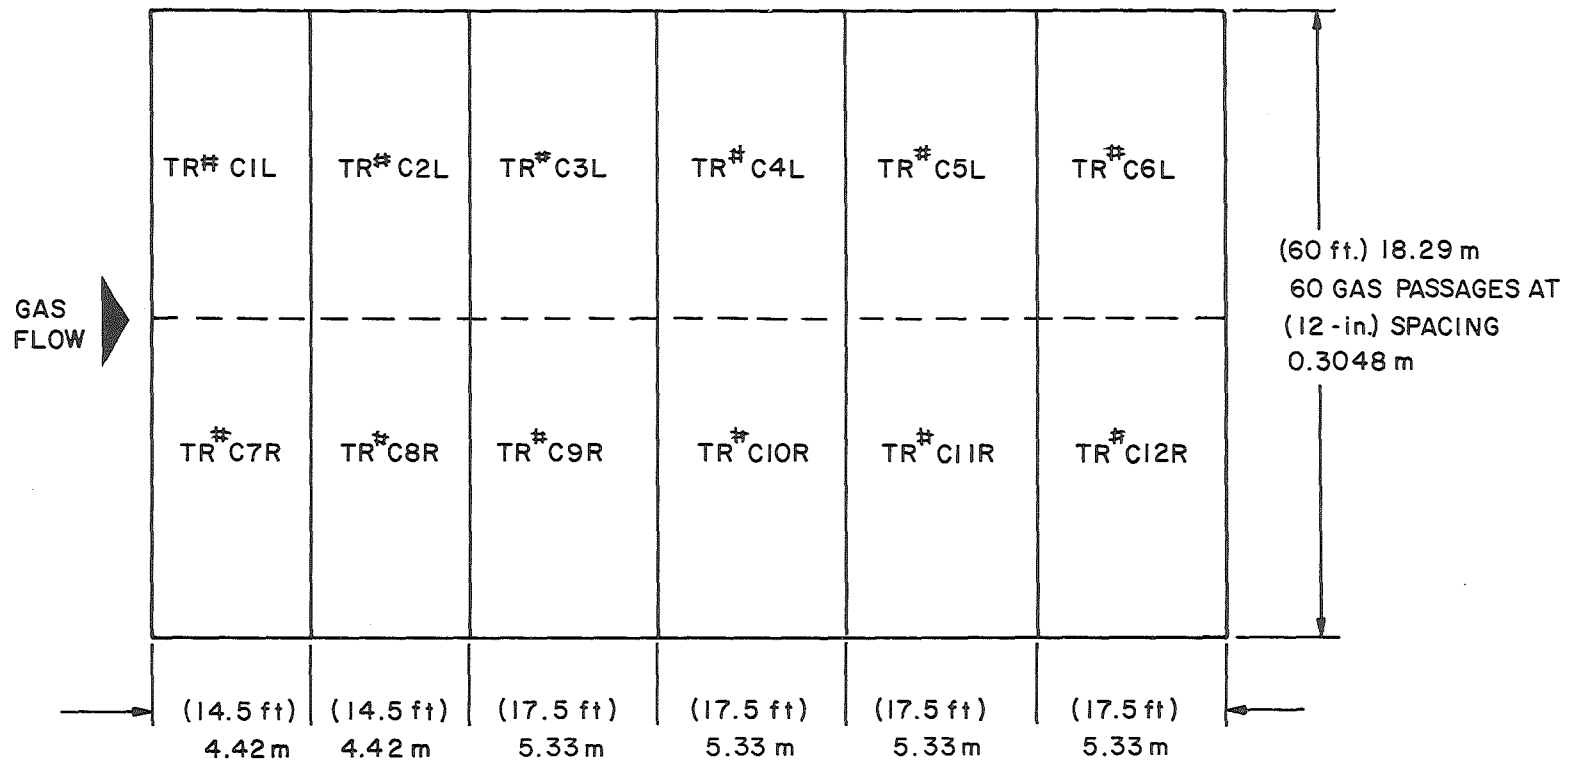 TR# C1L TR# C2L TR# C3L TR# C4L TR# C5L TR# C6L
(60 ft.) 18.29 m
60 GAS PASSAGES AT
(12-in.) SPACING
0.3048 m
GAS
FLOW
TR# C7R TR# C8R TR# C9R TR# C10R TR# C11R TR# C12R
(14.5 ft) (14.5 ft) (17.5 ft) (17.5 ft) (17.5 ft) (17.5 ft)
4.42 m 4.42 m 5.33 m 5.33 m 5.33 m 5.33 m